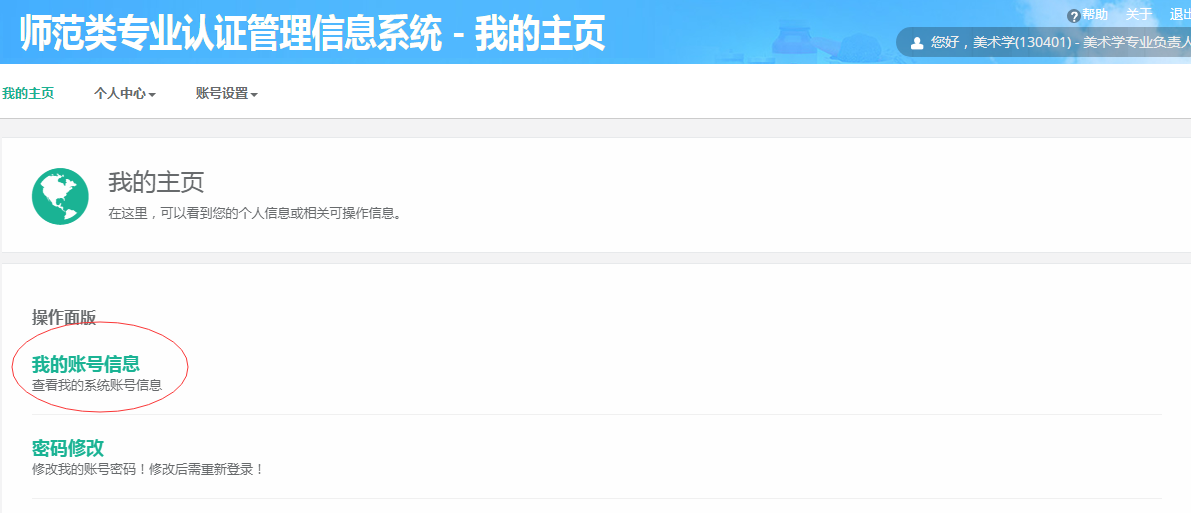 师范类专业认证管理信息系统 - 我的主页
帮助 关于 退出
您好，美术学(130401) - 美术学专业负责人
我的主页 个人中心 账号设置
我的主页
在这里，可以看到您的个人信息或相关可操作信息。
操作面版
我的账号信息
查看我的系统账号信息
密码修改
修改我的账号密码！修改后需重新登录！